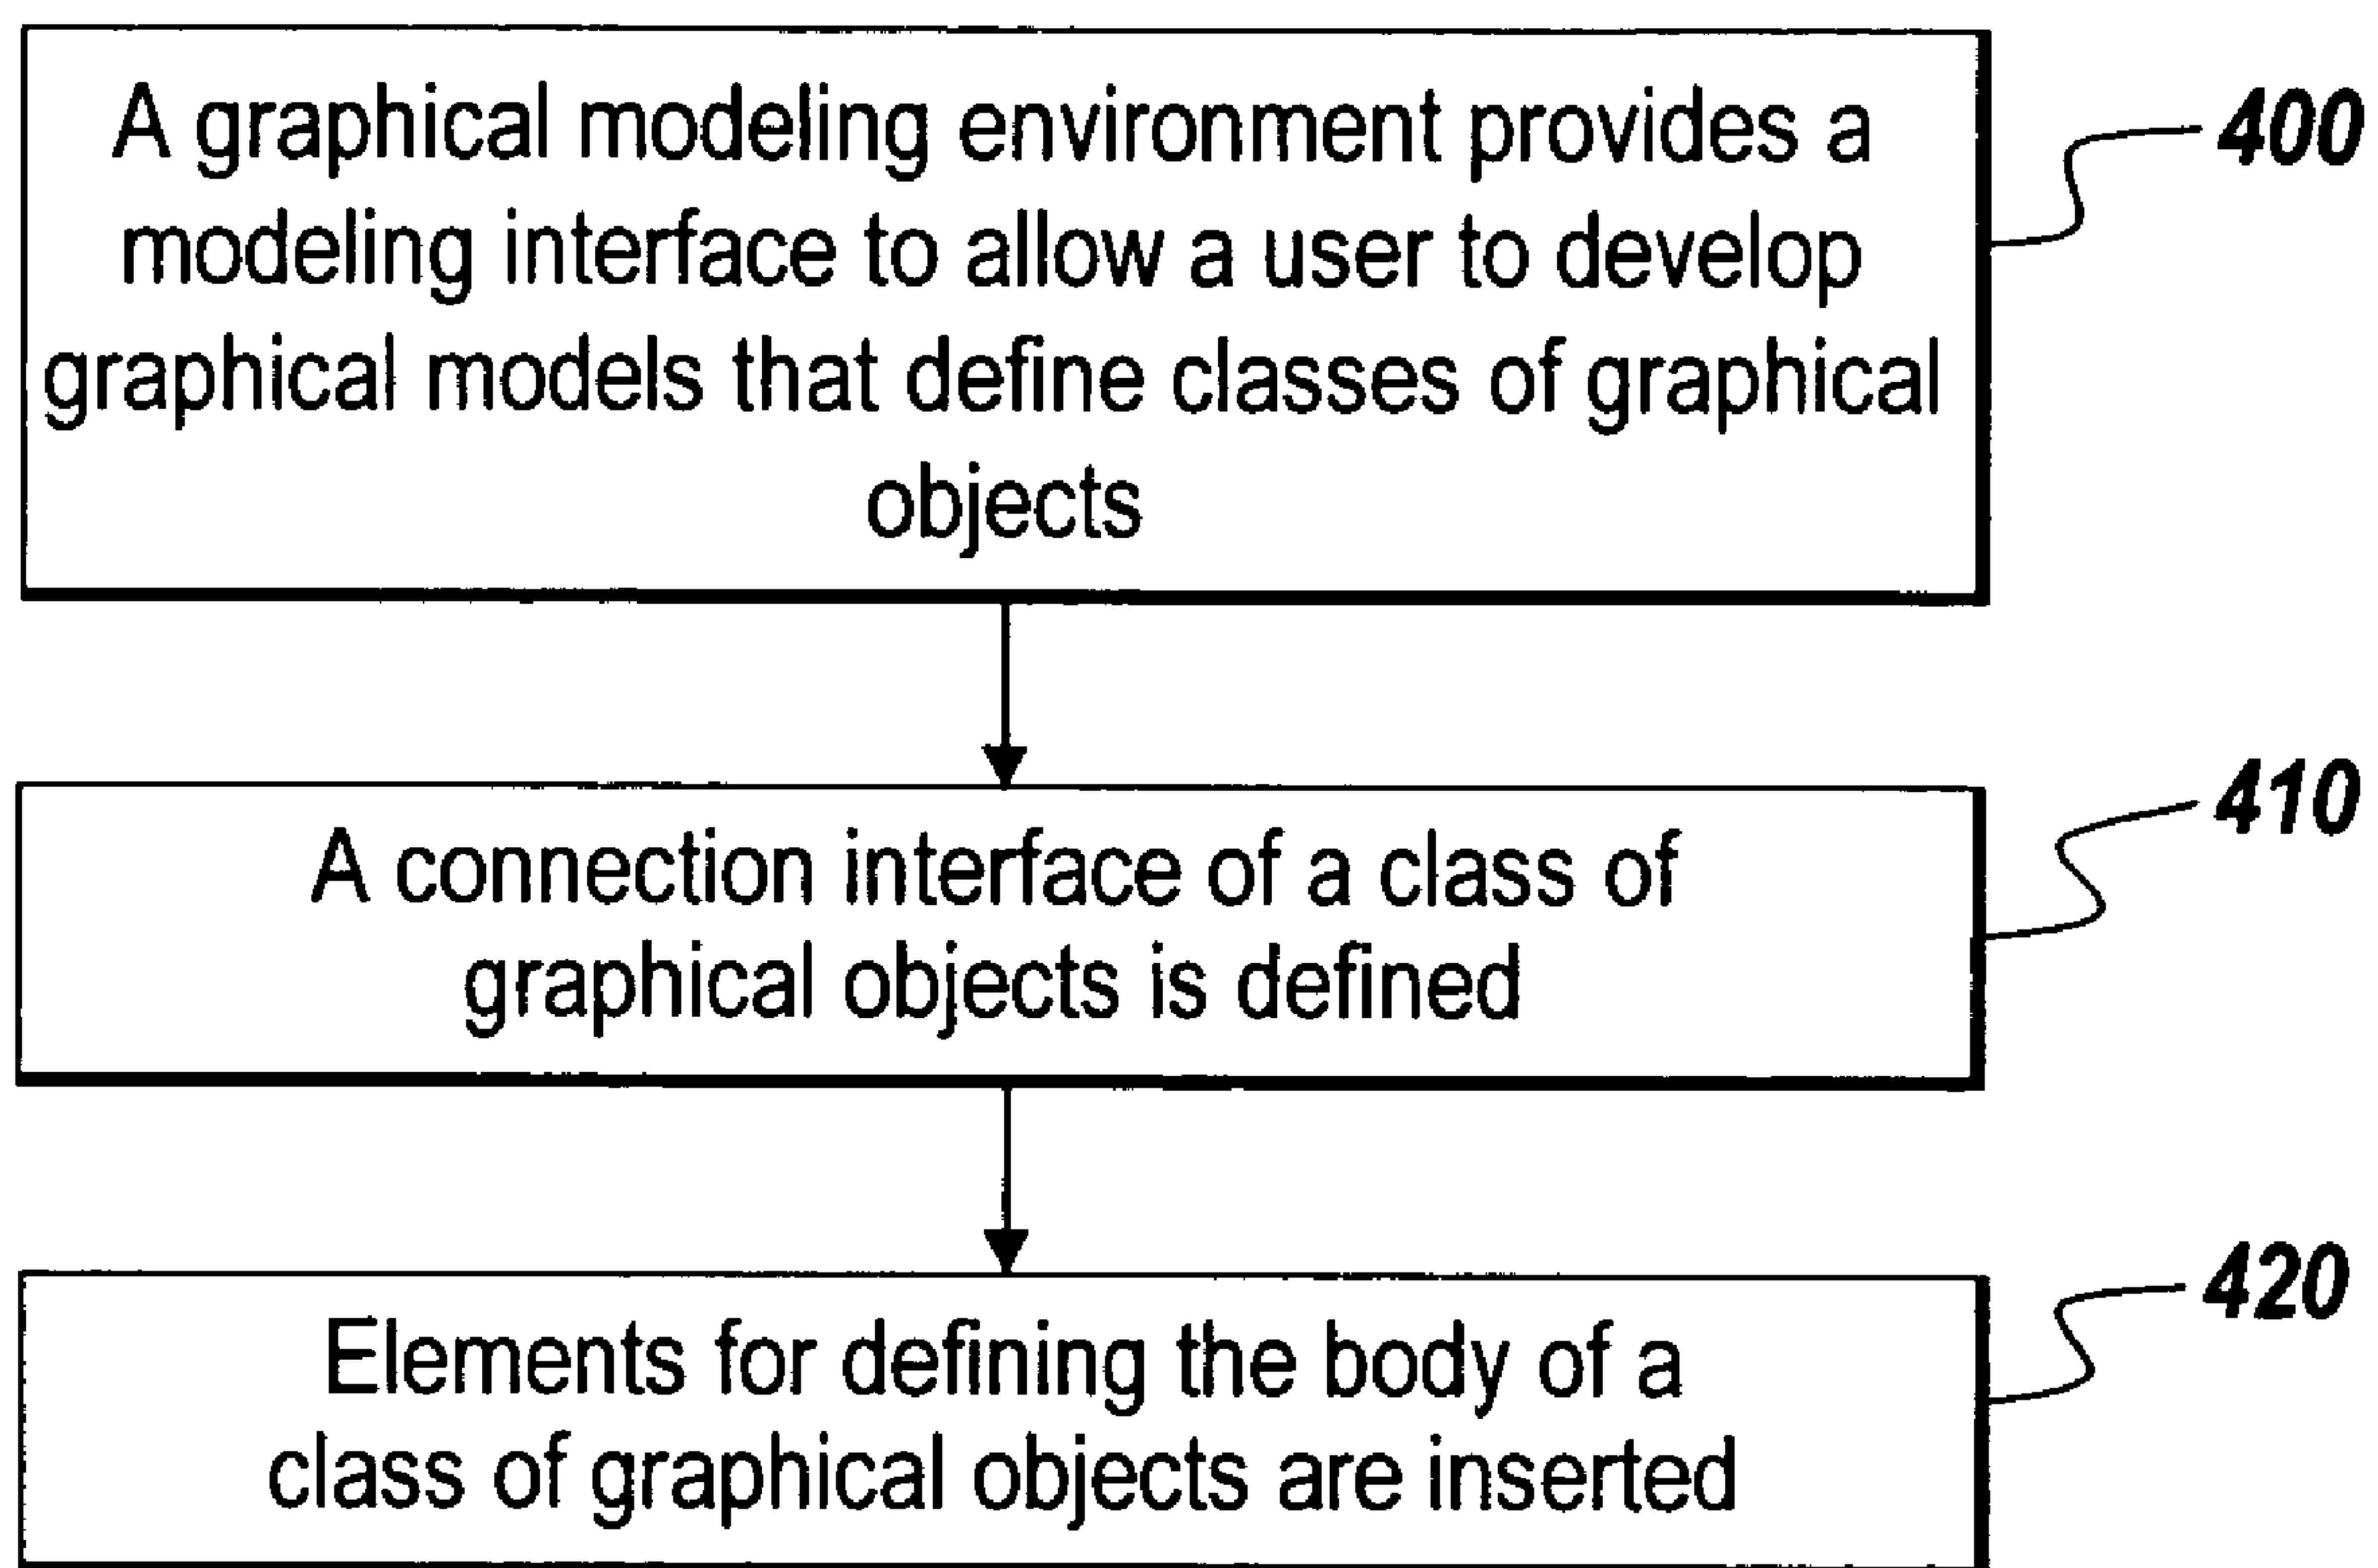 A graphical modeling environment provides a
modeling interface to allow a user to develop
graphical models that define classes of graphical
objects
400
A connection interface of a class of
graphical objects is defined
410
Elements for defining the body of a
class of graphical objects are inserted
420